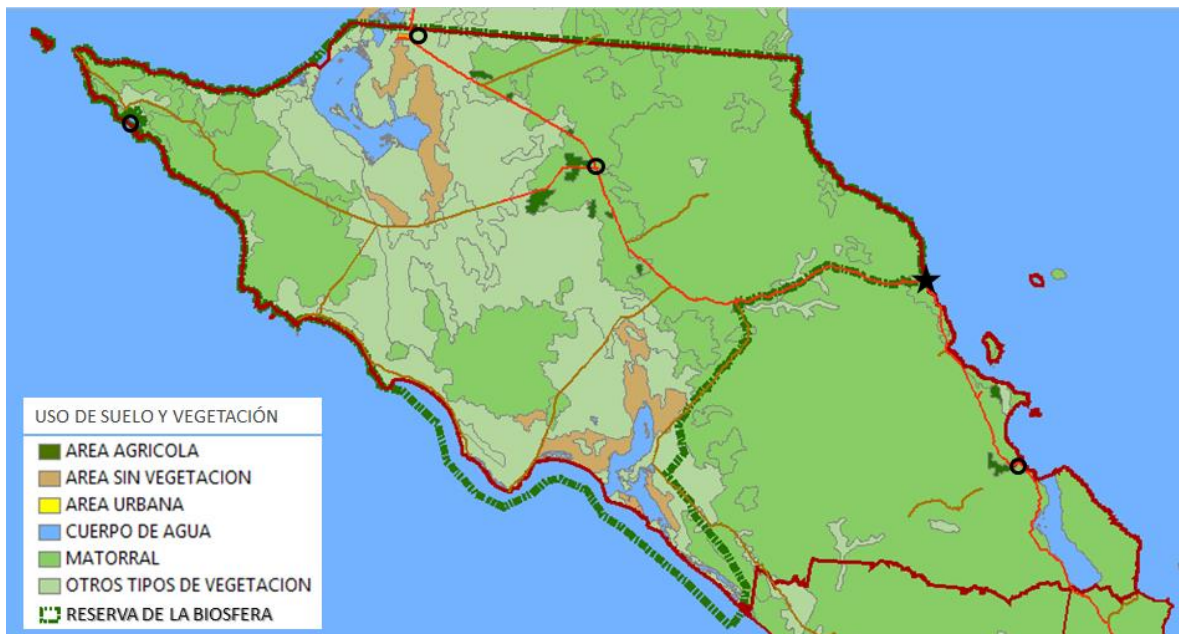 USO DE SUELO Y VEGETACIÓN
AREA AGRICOLA
AREA SIN VEGETACION
AREA URBANA
CUERPO DE AGUA
MATORRAL
OTROS TIPOS DE VEGETACION
RESERVA DE LA BIOSFERA